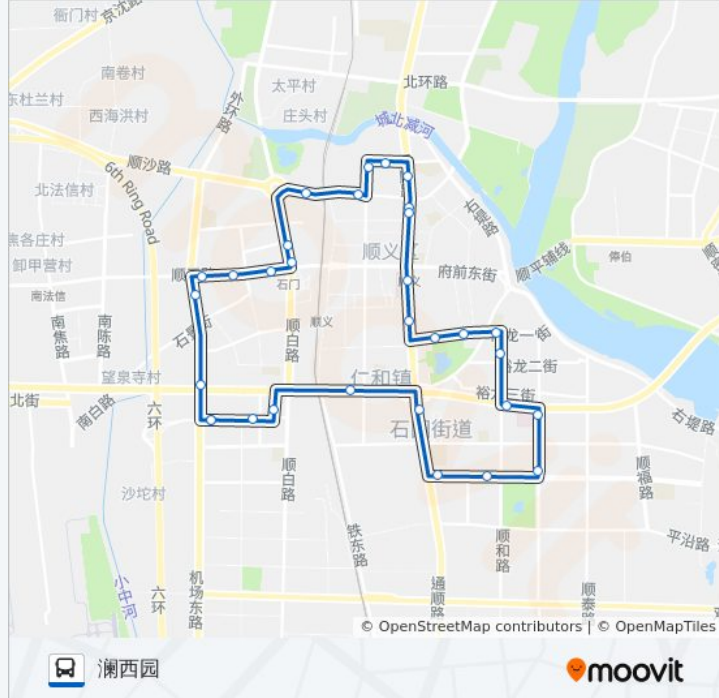 衙门村
京沈路
南卷村
太平村
北环路
东杜兰村
西海洪村
外环路
庄头村
城北减河
顺沙路
6th Ring Road
北法信村
右堤路
焦各庄村
顺义区
卸甲营村
府前东街
顺平辅线
俸伯
南法信
石门
顺义
南焦路
南陈路
顺白路
顺义
龙一街
望泉寺村
仁和镇
裕龙二街
北街
南白路
六环
裕龙三街
石门街道
右堤路
沙坨村
顺白路
顺福路
铁东路
顺和路
平沿路
小中河
六环
机场东路
通顺路
顺泰路
© OpenStreetMap contributors | © OpenMapTiles
澜西园
moovit